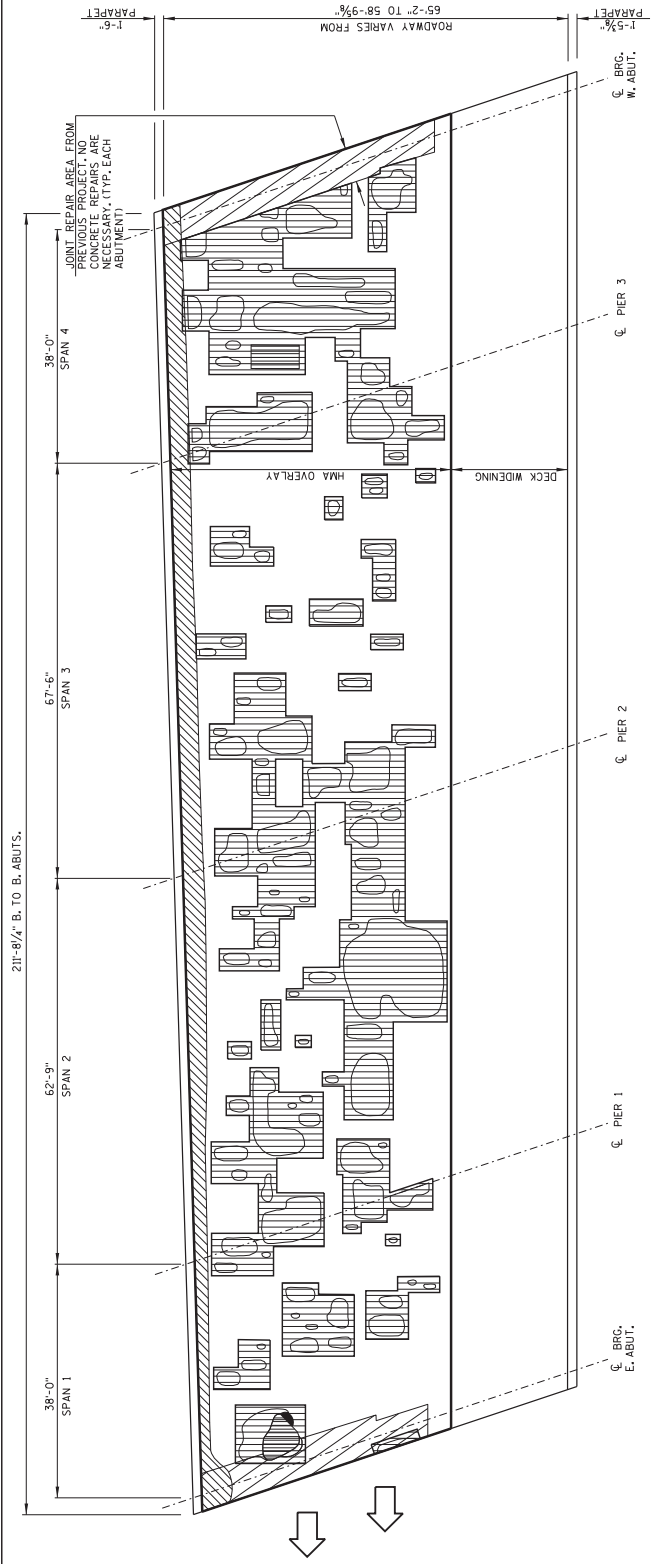 211'-8¼" B. TO B. ABUTS.
38'-0"
SPAN 1
62'-9"
SPAN 2
67'-6"
SPAN 3
38'-0"
SPAN 4
JOINT REPAIR AREA FROM
PREVIOUS PROJECT. NO
CONCRETE REPAIRS ARE
NECESSARY. (TYP. EACH
ABUTMENT)
1'-6"
PARAPET
ROADWAY VARIES FROM
65'-2" TO 58'-9⅝"
1'-5⅝"
PARAPET
HMA OVERLAY
DECK WIDENING
℄ BRG.
E. ABUT.
℄ PIER 1
℄ PIER 2
℄ PIER 3
℄ BRG.
W. ABUT.